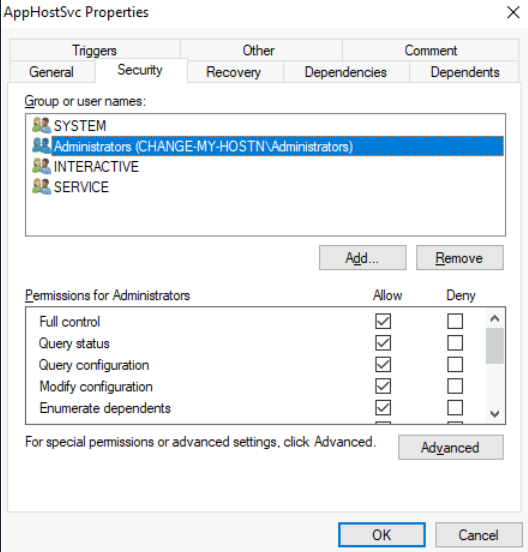 AppHostSvc Properties
Triggers Other Comment
General Security Recovery Dependencies Dependents
Group or user names:
SYSTEM
Administrators (CHANGE-MY-HOSTN\Administrators)
INTERACTIVE
SERVICE
Add... Remove
Permissions for Administrators Allow Deny
Full control
Query status
Query configuration
Modify configuration
Enumerate dependents
For special permissions or advanced settings, click Advanced. Advanced
OK Cancel